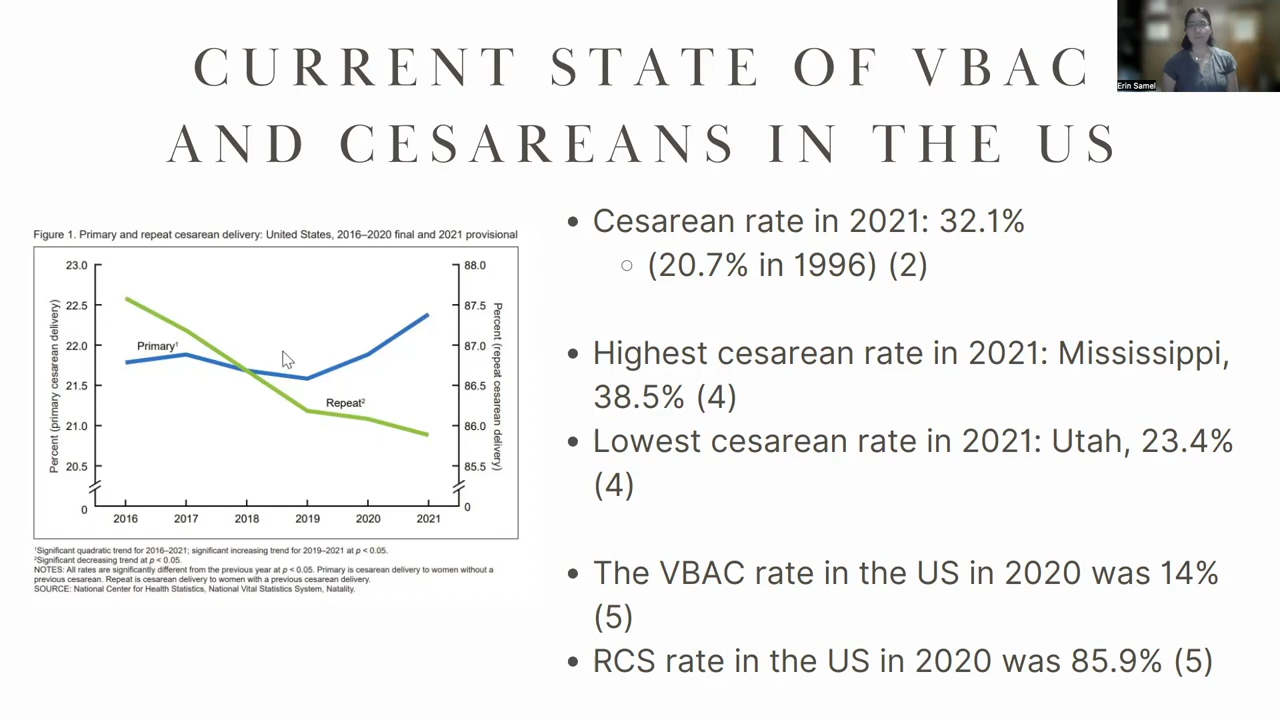 CURRENT STATE OF VBAC
AND CESAREANS IN THE US
Erin Samel
Figure 1. Primary and repeat cesarean delivery: United States, 2016–2020 final and 2021 provisional
Percent (primary cesarean delivery)
23.0
22.5
22.0
21.5
21.0
20.5
0
Primary¹
Repeat²
88.0
87.5
87.0
86.5
86.0
85.5
0
Percent (repeat cesarean delivery)
2016 2017 2018 2019 2020 2021
¹Significant quadratic trend for 2016–2021; significant increasing trend for 2019–2021 at p < 0.05.
²Significant decreasing trend at p < 0.05.
NOTES: All rates are significantly different from the previous year at p < 0.05. Primary is cesarean delivery to women without a
previous cesarean. Repeat is cesarean delivery to women with a previous cesarean delivery.
SOURCE: National Center for Health Statistics, National Vital Statistics System, Natality.
• Cesarean rate in 2021: 32.1%
○ (20.7% in 1996) (2)
• Highest cesarean rate in 2021: Mississippi,
38.5% (4)
• Lowest cesarean rate in 2021: Utah, 23.4%
(4)
• The VBAC rate in the US in 2020 was 14%
(5)
• RCS rate in the US in 2020 was 85.9% (5)